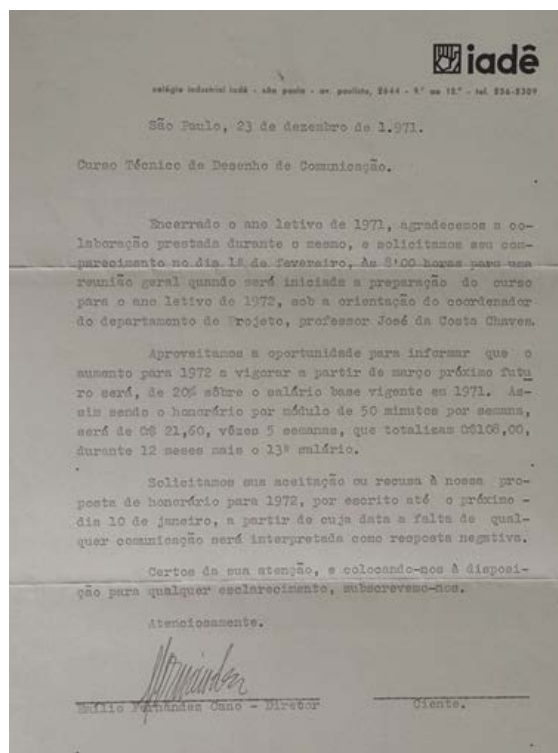 iadê
colégio industrial iadê - são paulo - av. paulista, 2644 - 9.º ao 12.º - tel. 256-2309
São Paulo, 23 de dezembro de 1.971.
Curso Técnico de Desenho de Comunicação.
Encerrado o ano letivo de 1971, agradecemos a co-
laboração prestada durante o mesmo, e solicitamos seu com-
parecimento no dia 1º de fevereiro, às 8'00 horas para uma
reunião geral quando será iniciada a preparação do curso
para o ano letivo de 1972, sob a orientação do coordenador
do departamento de Projeto, professor José da Costa Chaves.
Aproveitamos a oportunidade para informar que o
aumento para 1972 a vigorar a partir de março próximo futu
ro será, de 20% sôbre o salário base vigente em 1971. As-
sim sendo o honorário por módulo de 50 minutos por semana,
será de C$ 21,60, vêzes 5 semanas, que totalizam C$108,00,
durante 12 meses mais o 13º salário.
Solicitamos sua aceitação ou recusa à nossa pro-
posta de honorário para 1972, por escrito até o próximo -
dia 10 de janeiro, a partir de cuja data a falta de qual-
quer comunicação será interpretada como resposta negativa.
Certos da sua atenção, e colocando-nos à disposi-
ção para qualquer esclarecimento, subscrevemo-nos.
Atenciosamente.
Emílio Fernández Cano - Diretor
Ciente.